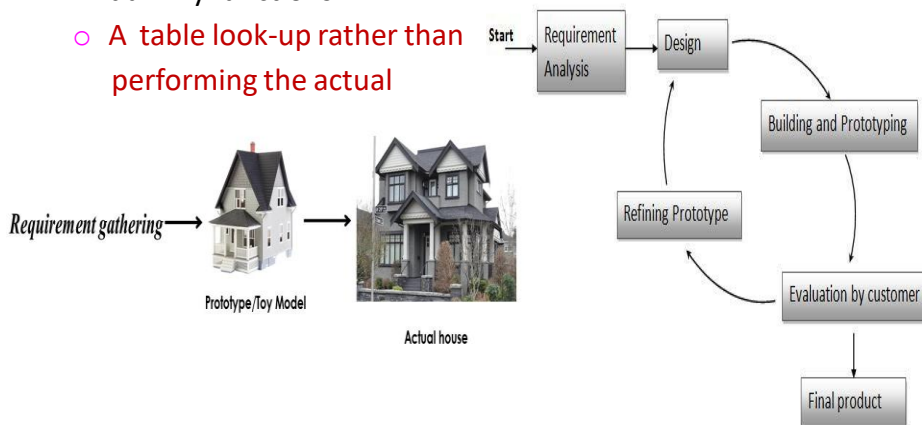 A table look-up rather than
performing the actual
Start
Requirement
Analysis
Design
Building and Prototyping
Refining Prototype
Evaluation by customer
Final product
Requirement gathering
Prototype/Toy Model
Actual house